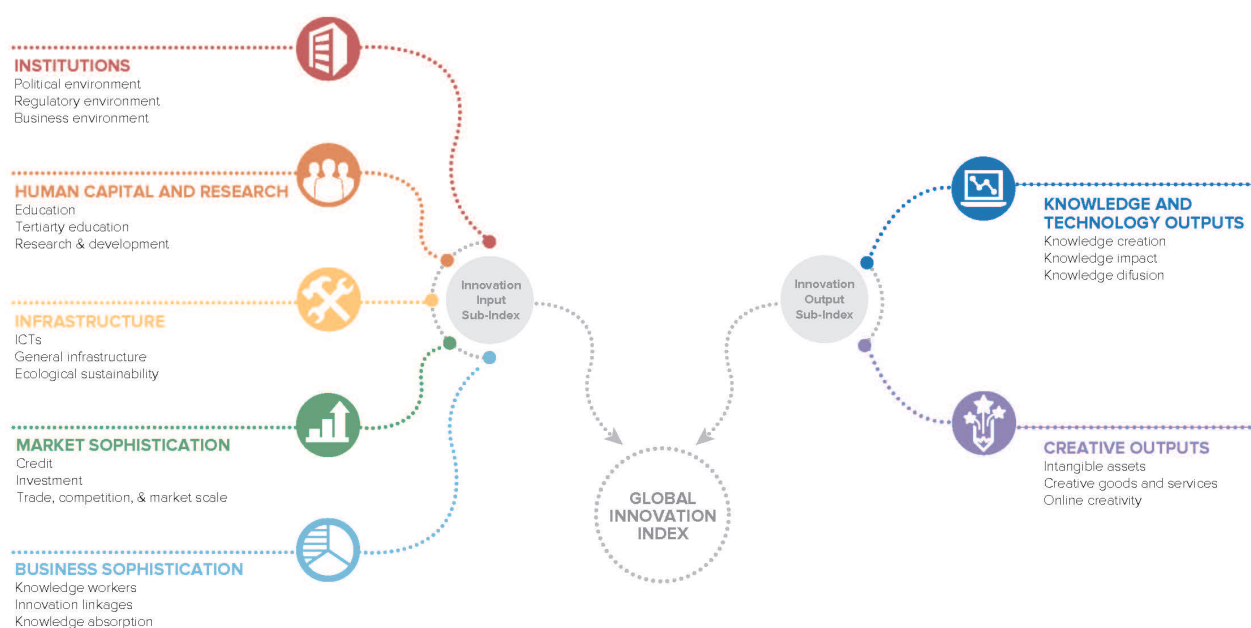 INSTITUTIONS
Political environment
Regulatory environment
Business environment
HUMAN CAPITAL AND RESEARCH
Education
Tertiarty education
Research & development
INFRASTRUCTURE
ICTs
General infrastructure
Ecological sustainability
MARKET SOPHISTICATION
Credit
Investment
Trade, competition, & market scale
BUSINESS SOPHISTICATION
Knowledge workers
Innovation linkages
Knowledge absorption
Innovation
Input
Sub-Index
GLOBAL
INNOVATION
INDEX
Innovation
Output
Sub-Index
KNOWLEDGE AND
TECHNOLOGY OUTPUTS
Knowledge creation
Knowledge impact
Knowledge difusion
CREATIVE OUTPUTS
Intangible assets
Creative goods and services
Online creativity